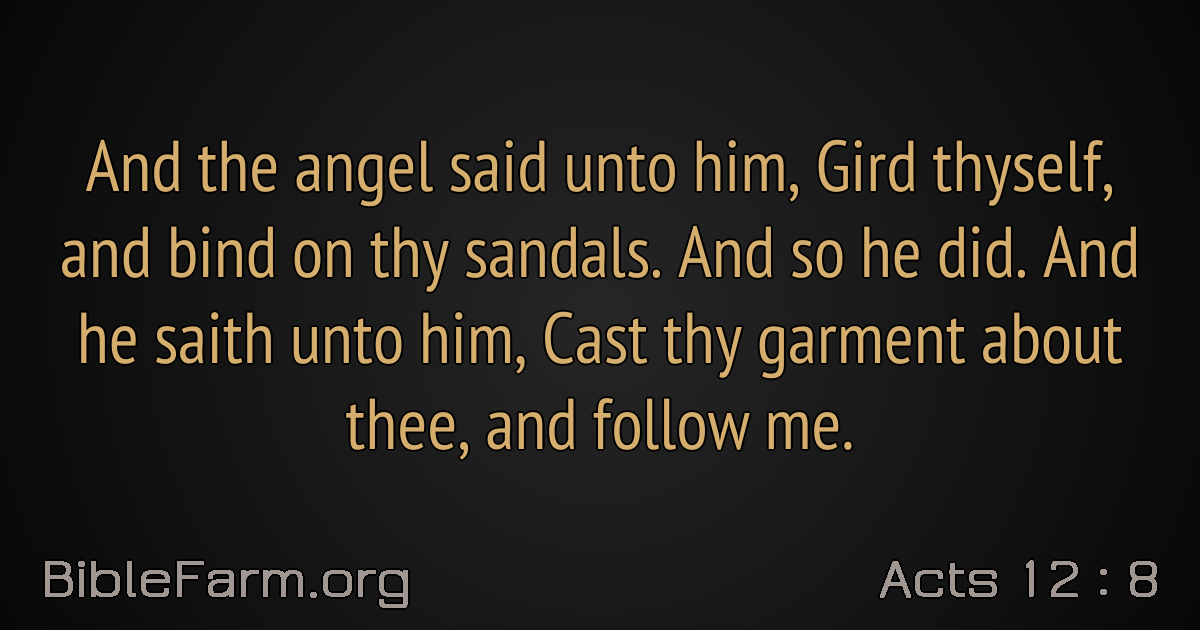 And the angel said unto him, Gird thyself,
and bind on thy sandals. And so he did. And
he saith unto him, Cast thy garment about
thee, and follow me.
BibleFarm.org
Acts 12 : 8